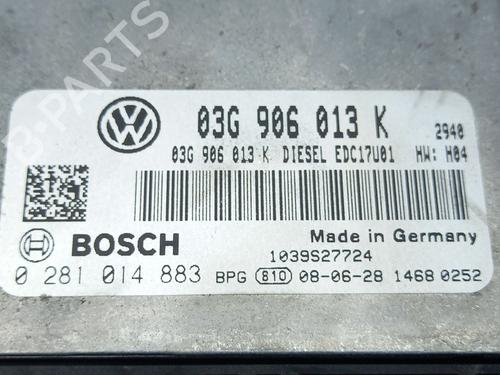 B-PARTS
03G 906 013 K
2940
03G 906 013 K DIESEL EDC17U01 HW: H04
BOSCH
Made in Germany
1039S27724
0 281 014 883 BPG 810 08-06-28 1468 0252